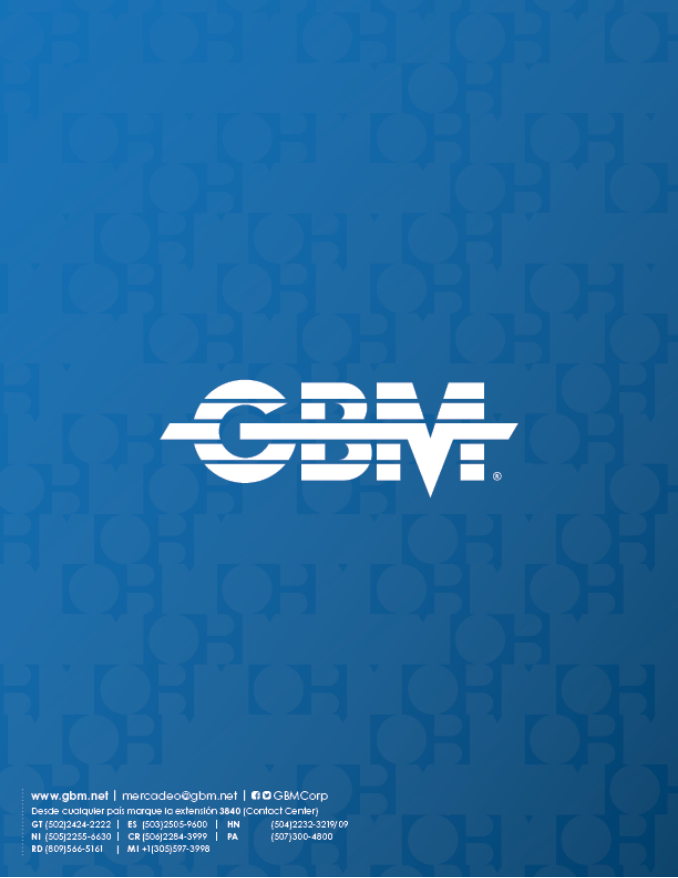 GBM®
www.gbm.net | mercadeo@gbm.net | GBMCorp
Desde cualquier país marque la extensión 3840 (Contact Center)
GT (502)2424-2222 | ES (503)2505-9600 | HN (504)2232-3219/09
NI (505)2255-6630 | CR (506)2284-3999 | PA (507)300-4800
RD (809)566-5161 | MI +1(305)597-3998